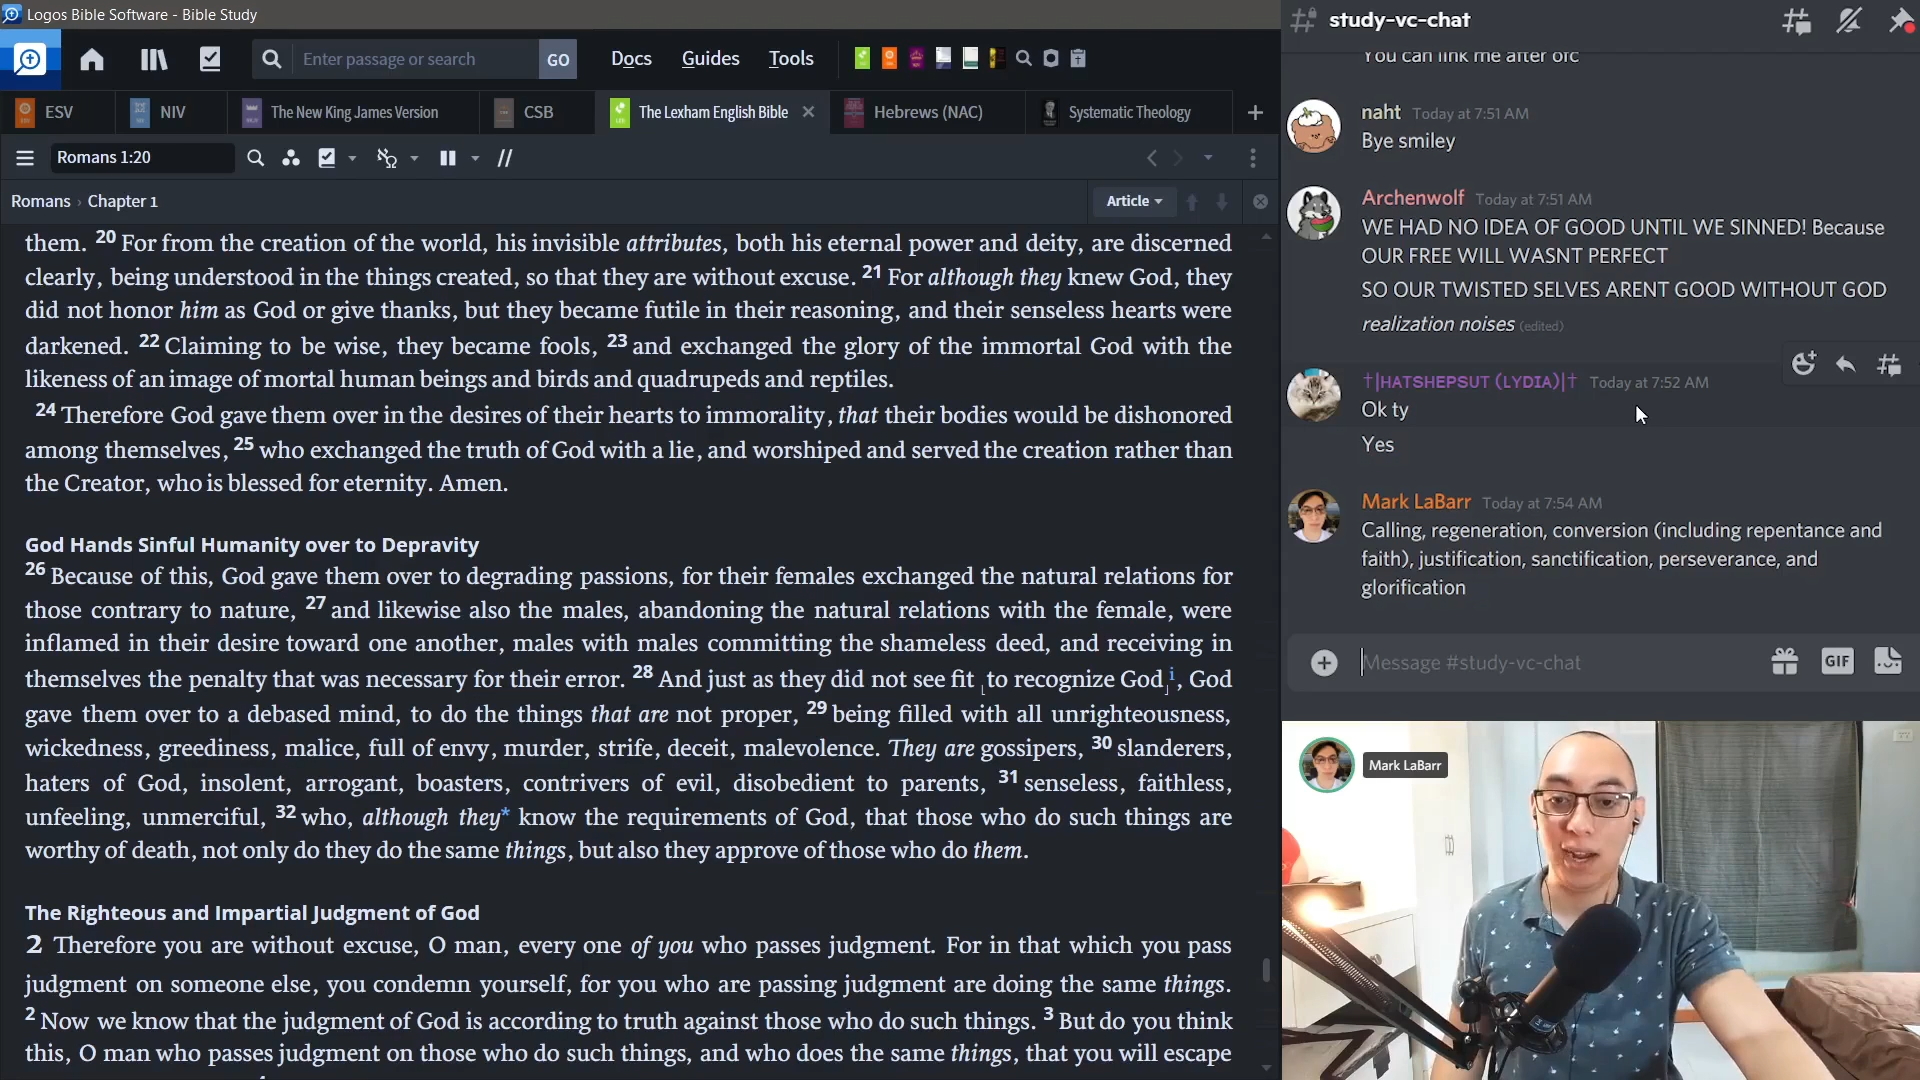 Logos Bible Software - Bible Study
Enter passage or search
GO
Docs
Guides
Tools
ESV
NIV
The New King James Version
CSB
The Lexham English Bible
Hebrews (NAC)
Systematic Theology
Romans 1:20
Romans › Chapter 1
Article
them. 20 For from the creation of the world, his invisible attributes, both his eternal power and deity, are discerned
clearly, being understood in the things created, so that they are without excuse. 21 For although they knew God, they
did not honor him as God or give thanks, but they became futile in their reasoning, and their senseless hearts were
darkened. 22 Claiming to be wise, they became fools, 23 and exchanged the glory of the immortal God with the
likeness of an image of mortal human beings and birds and quadrupeds and reptiles.
24 Therefore God gave them over in the desires of their hearts to immorality, that their bodies would be dishonored
among themselves, 25 who exchanged the truth of God with a lie, and worshiped and served the creation rather than
the Creator, who is blessed for eternity. Amen.
God Hands Sinful Humanity over to Depravity
26 Because of this, God gave them over to degrading passions, for their females exchanged the natural relations for
those contrary to nature, 27 and likewise also the males, abandoning the natural relations with the female, were
inflamed in their desire toward one another, males with males committing the shameless deed, and receiving in
themselves the penalty that was necessary for their error. 28 And just as they did not see fit ⌞to recognize God⌟i, God
gave them over to a debased mind, to do the things that are not proper, 29 being filled with all unrighteousness,
wickedness, greediness, malice, full of envy, murder, strife, deceit, malevolence. They are gossipers, 30 slanderers,
haters of God, insolent, arrogant, boasters, contrivers of evil, disobedient to parents, 31 senseless, faithless,
unfeeling, unmerciful, 32 who, although they* know the requirements of God, that those who do such things are
worthy of death, not only do they do the same things, but also they approve of those who do them.
The Righteous and Impartial Judgment of God
2 Therefore you are without excuse, O man, every one of you who passes judgment. For in that which you pass
judgment on someone else, you condemn yourself, for you who are passing judgment are doing the same things.
2 Now we know that the judgment of God is according to truth against those who do such things. 3 But do you think
this, O man who passes judgment on those who do such things, and who does the same things, that you will escape
study-vc-chat
You can link me after ofc
naht Today at 7:51 AM
Bye smiley
Archenwolf Today at 7:51 AM
WE HAD NO IDEA OF GOOD UNTIL WE SINNED! Because
OUR FREE WILL WASNT PERFECT
SO OUR TWISTED SELVES ARENT GOOD WITHOUT GOD
realization noises (edited)
†|HATSHEPSUT (LYDIA)|† Today at 7:52 AM
Ok ty
Yes
Mark LaBarr Today at 7:54 AM
Calling, regeneration, conversion (including repentance and
faith), justification, sanctification, perseverance, and
glorification
Message #study-vc-chat
GIF
Mark LaBarr